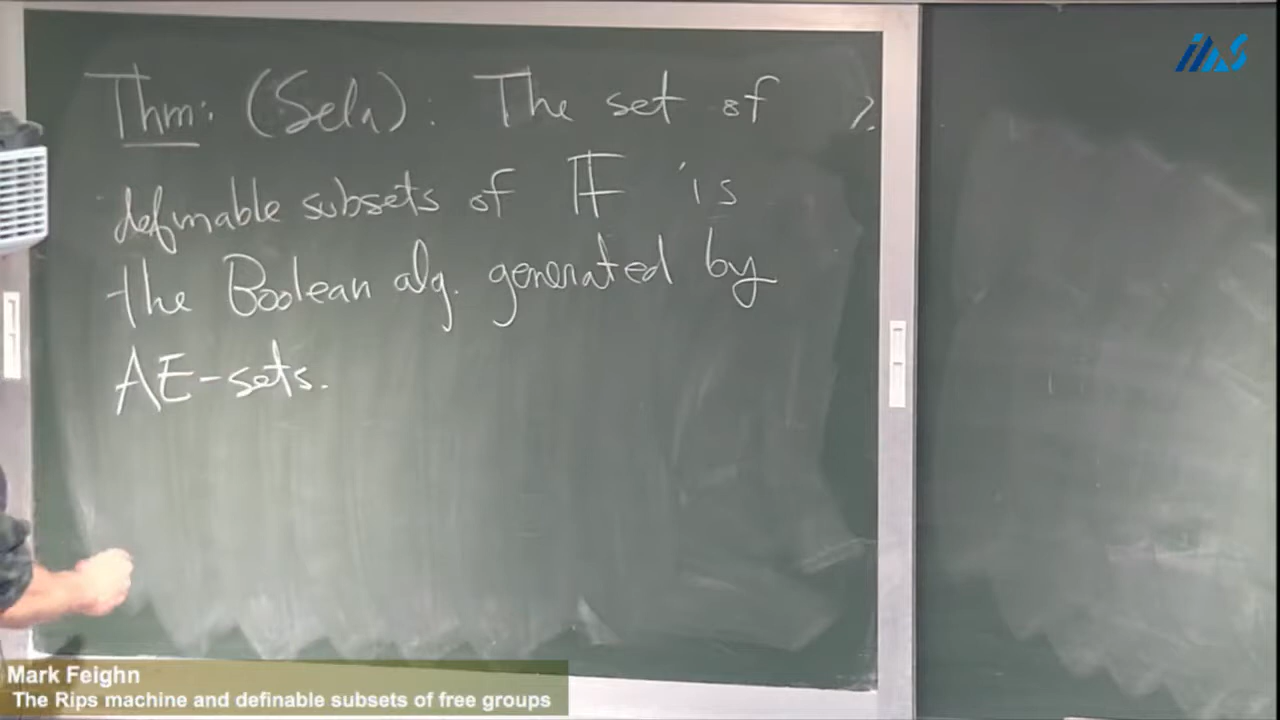 Thm: (Sela): The set of
definable subsets of 𝔽 is
the Boolean alg. generated by
AE-sets.
IIAS
Mark Feighn
The Rips machine and definable subsets of free groups